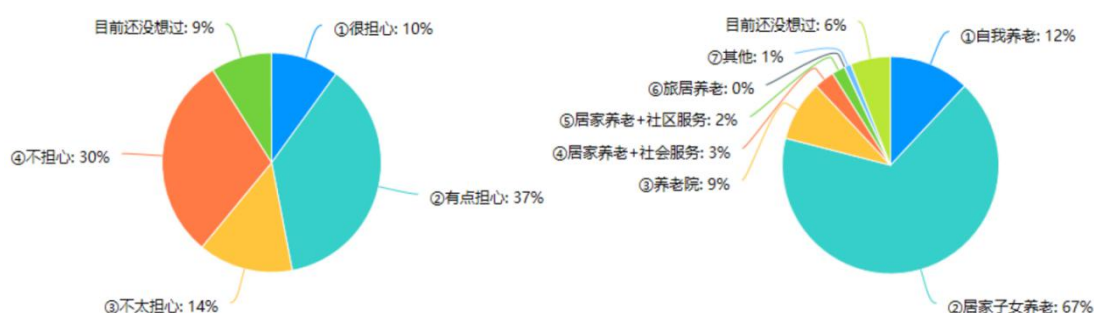 目前还没想过: 9%
①很担心: 10%
④不担心: 30%
②有点担心: 37%
③不太担心: 14%
目前还没想过: 6%
①自我养老: 12%
⑦其他: 1%
⑥旅居养老: 0%
⑤居家养老+社区服务: 2%
④居家养老+社会服务: 3%
③养老院: 9%
②居家子女养老: 67%